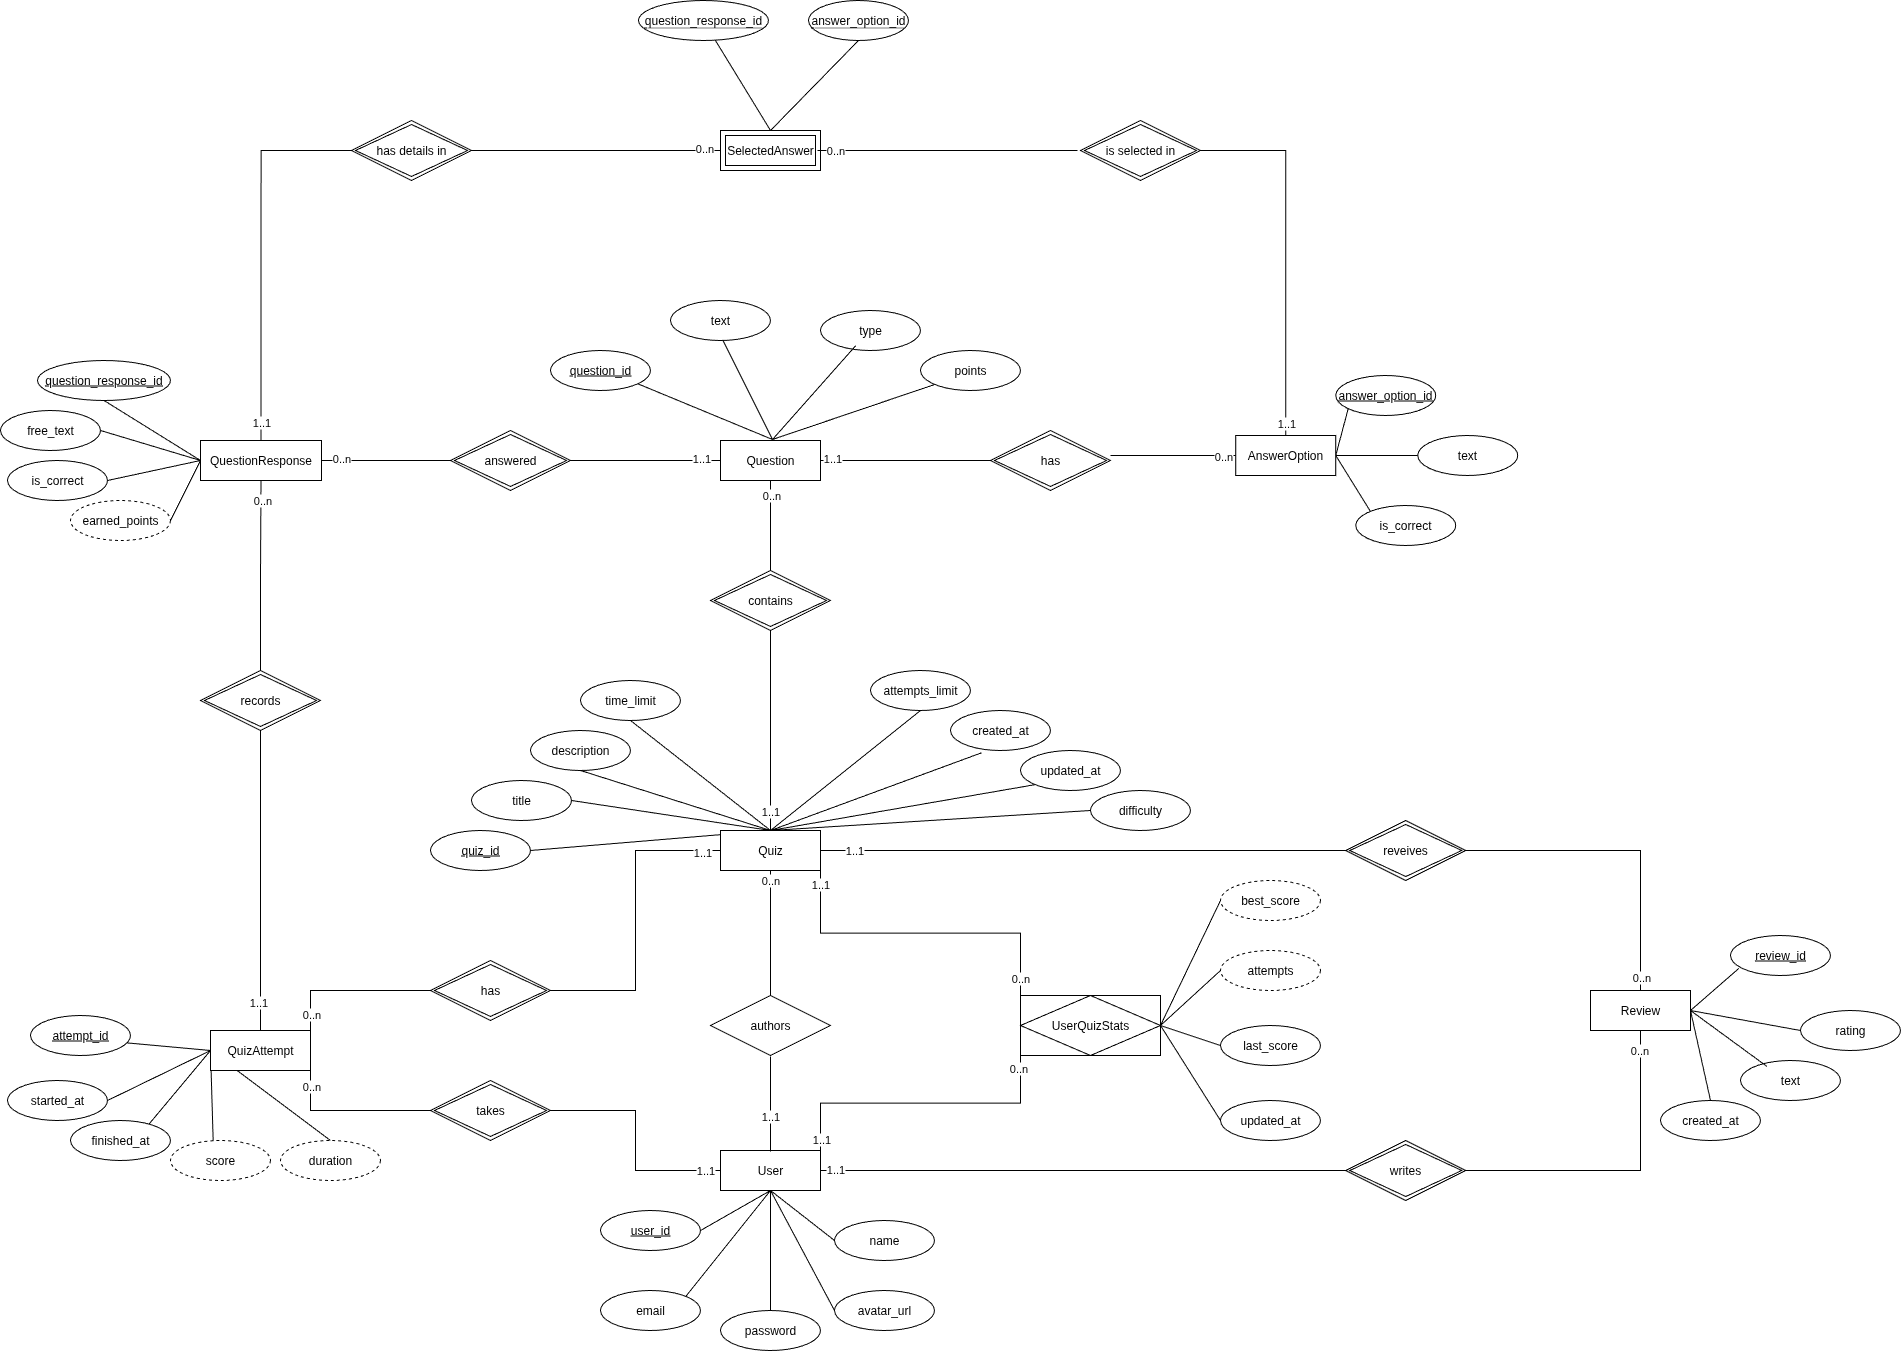 question_response_id
answer_option_id
has details in
0..n
SelectedAnswer
0..n
is selected in
text
type
question_id
points
question_response_id
free_text
is_correct
earned_points
1..1
QuestionResponse
0..n
answered
1..1
Question
1..1
has
0..n
1..1
AnswerOption
answer_option_id
text
is_correct
0..n
0..n
contains
records
time_limit
attempts_limit
description
created_at
updated_at
title
difficulty
1..1
quiz_id
1..1
Quiz
1..1
reveives
0..n
1..1
best_score
attempts
0..n
UserQuizStats
last_score
updated_at
0..n
review_id
0..n
Review
rating
text
created_at
0..n
1..1
has
0..n
attempt_id
QuizAttempt
authors
started_at
0..n
takes
finished_at
score
duration
1..1
1..1
1..1
User
1..1
writes
user_id
name
email
avatar_url
password